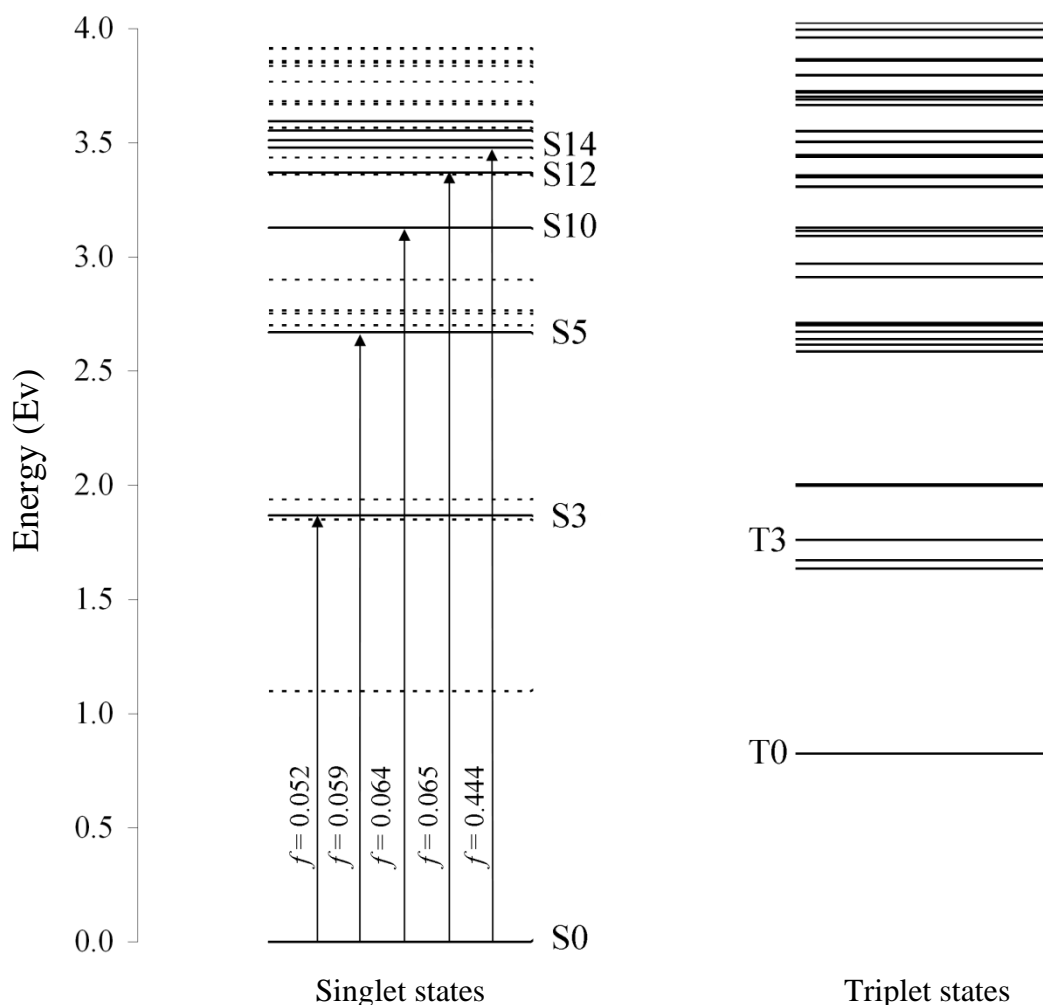 Energy (Ev)
4.0
3.5
3.0
2.5
2.0
1.5
1.0
0.5
0.0
S14
S12
S10
S5
S3
S0
f = 0.052
f = 0.059
f = 0.064
f = 0.065
f = 0.444
T3
T0
Singlet states
Triplet states